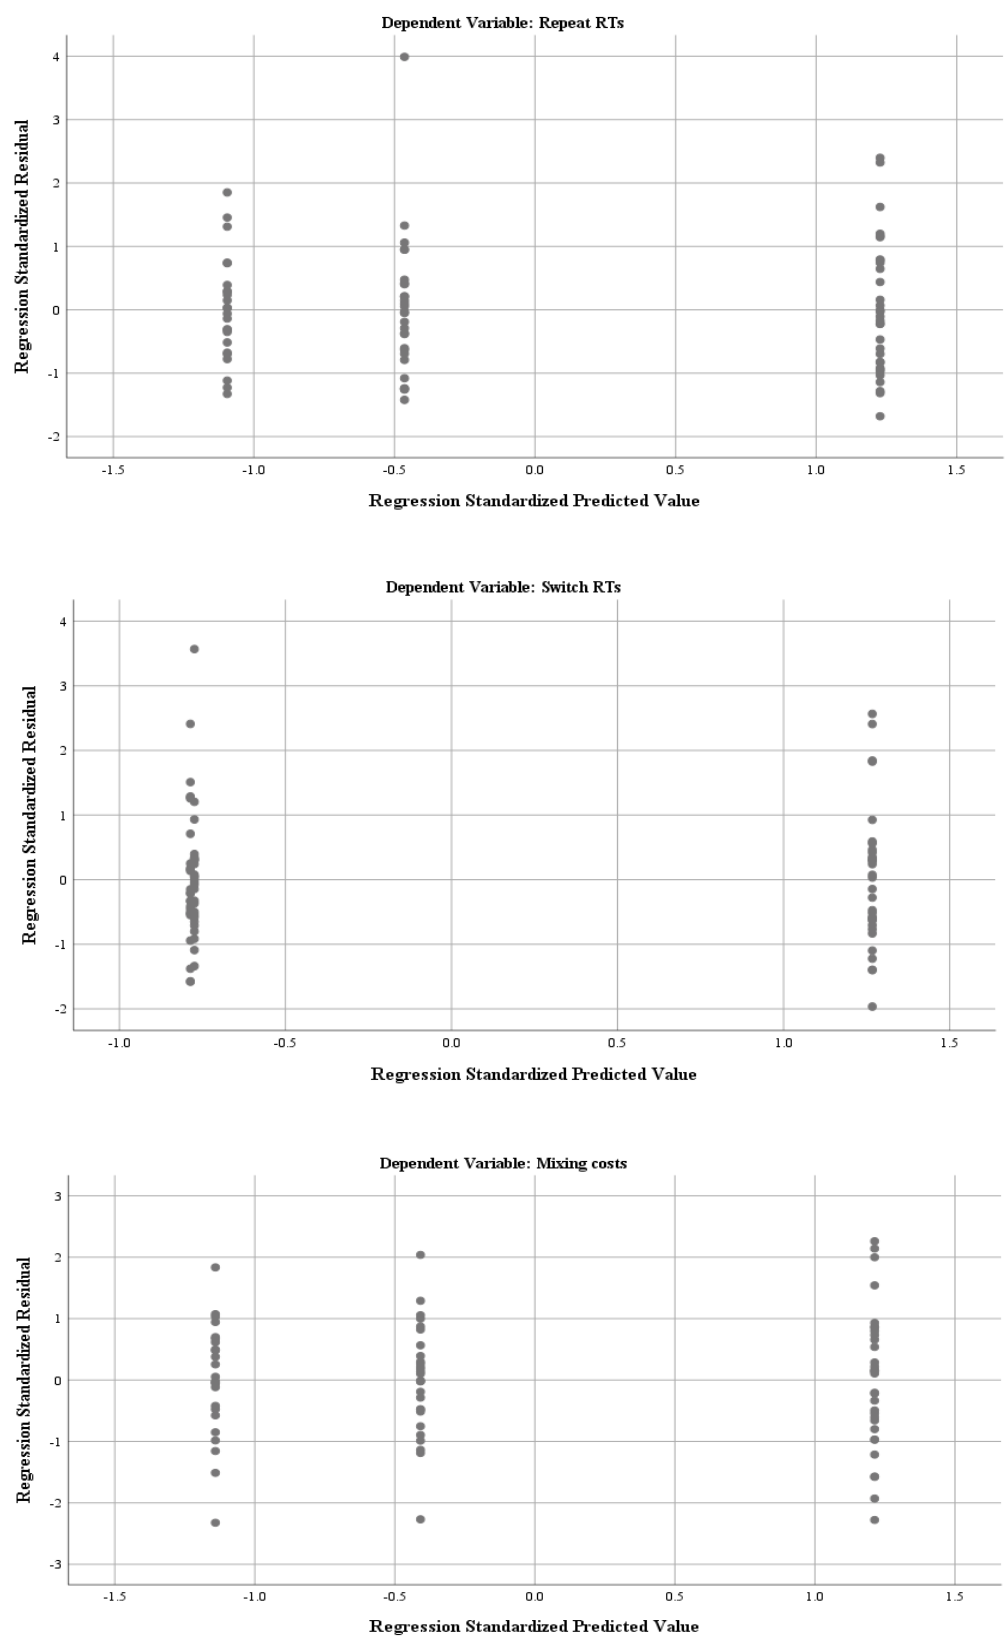 Dependent Variable: Repeat RTs
4
3
2
1
0
-1
-2
Regression Standardized Residual
-1.5 -1.0 -0.5 0.0 0.5 1.0 1.5
Regression Standardized Predicted Value
Dependent Variable: Switch RTs
4
3
2
1
0
-1
-2
Regression Standardized Residual
-1.0 -0.5 0.0 0.5 1.0 1.5
Regression Standardized Predicted Value
Dependent Variable: Mixing costs
3
2
1
0
-1
-2
-3
Regression Standardized Residual
-1.5 -1.0 -0.5 0.0 0.5 1.0 1.5
Regression Standardized Predicted Value